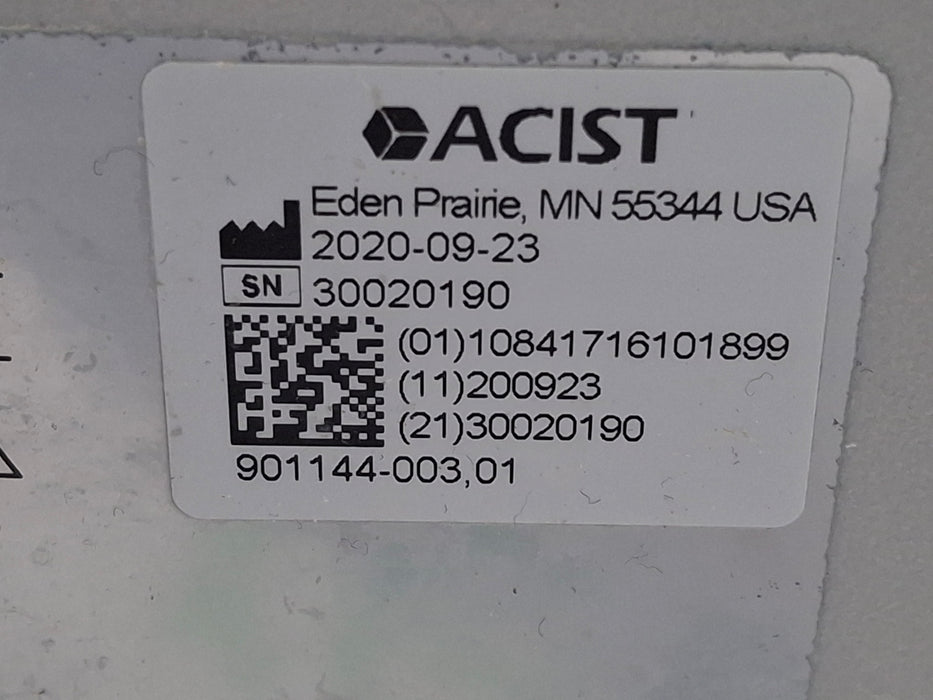 ACIST
Eden Prairie, MN 55344 USA
2020-09-23
SN 30020190
(01)10841716101899
(11)200923
(21)30020190
901144-003,01